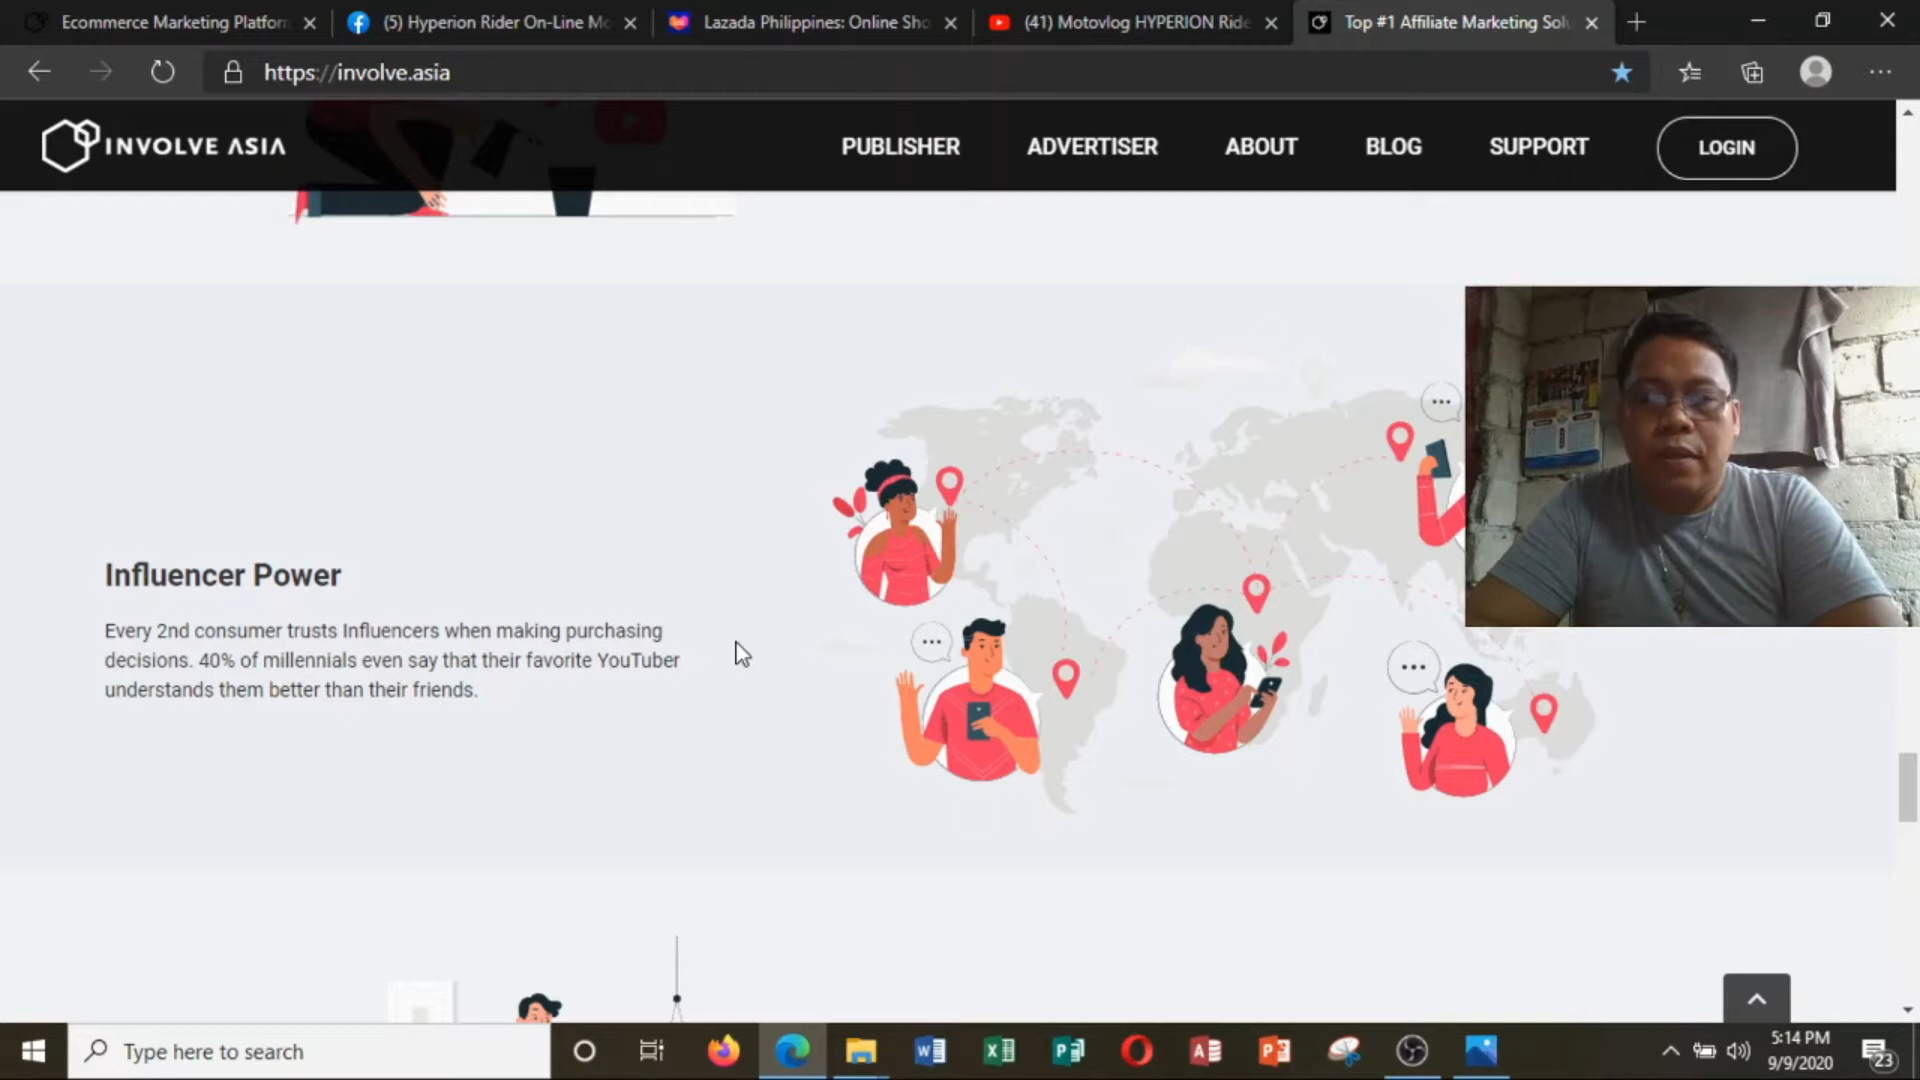 Ecommerce Marketing Platforn
(5) Hyperion Rider On-Line Mo
Lazada Philippines: Online Sho
(41) Motovlog HYPERION Ride
Top #1 Affiliate Marketing Solu
https://involve.asia
INVOLVE ASIA
PUBLISHER
ADVERTISER
ABOUT
BLOG
SUPPORT
LOGIN
Influencer Power
Every 2nd consumer trusts Influencers when making purchasing
decisions. 40% of millennials even say that their favorite YouTuber
understands them better than their friends.
Type here to search
5:14 PM
9/9/2020
23